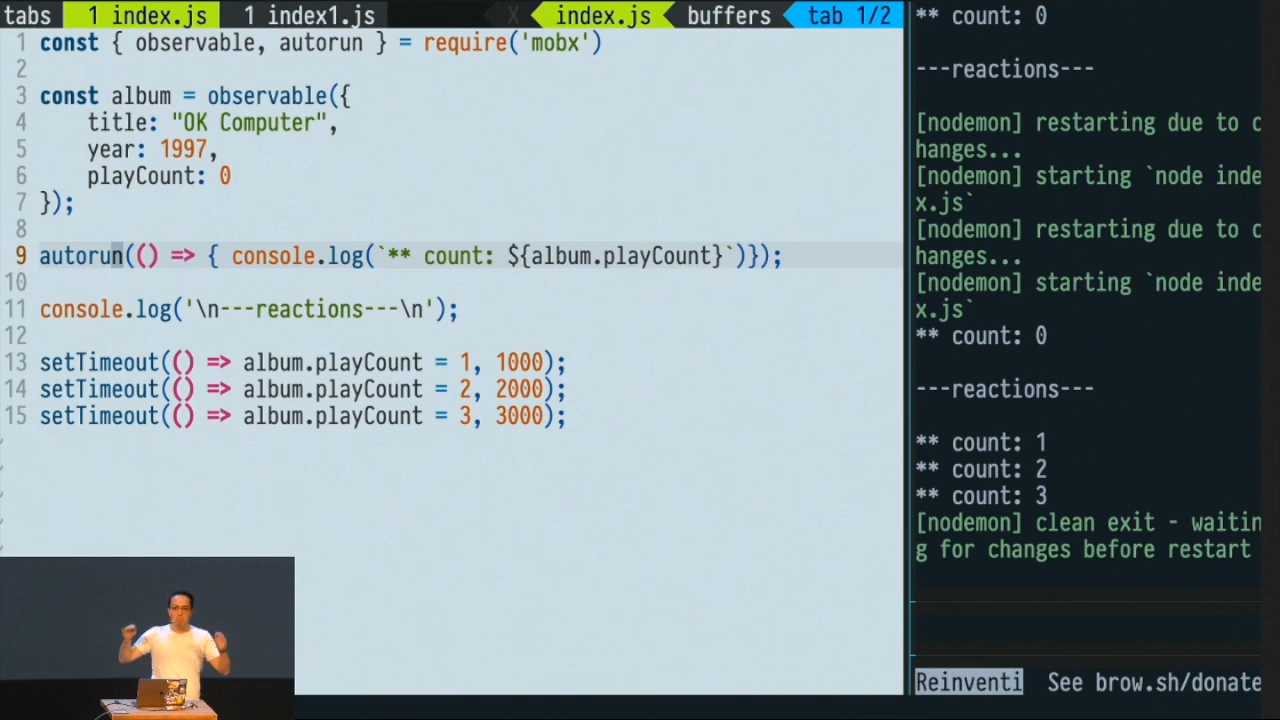 tabs 1 index.js 1 index1.js X index.js buffers tab 1/2
1 const { observable, autorun } = require('mobx')
2
3 const album = observable({
4 title: "OK Computer",
5 year: 1997,
6 playCount: 0
7 });
8
9 autorun(() => { console.log(`** count: ${album.playCount}`)});
10
11 console.log('\n---reactions---\n');
12
13 setTimeout(() => album.playCount = 1, 1000);
14 setTimeout(() => album.playCount = 2, 2000);
15 setTimeout(() => album.playCount = 3, 3000);
** count: 0
---reactions---
[nodemon] restarting due to c
hanges...
[nodemon] starting `node inde
x.js`
[nodemon] restarting due to c
hanges...
[nodemon] starting `node inde
x.js`
** count: 0
---reactions---
** count: 1
** count: 2
** count: 3
[nodemon] clean exit - waitin
g for changes before restart
Reinventi See brow.sh/donate